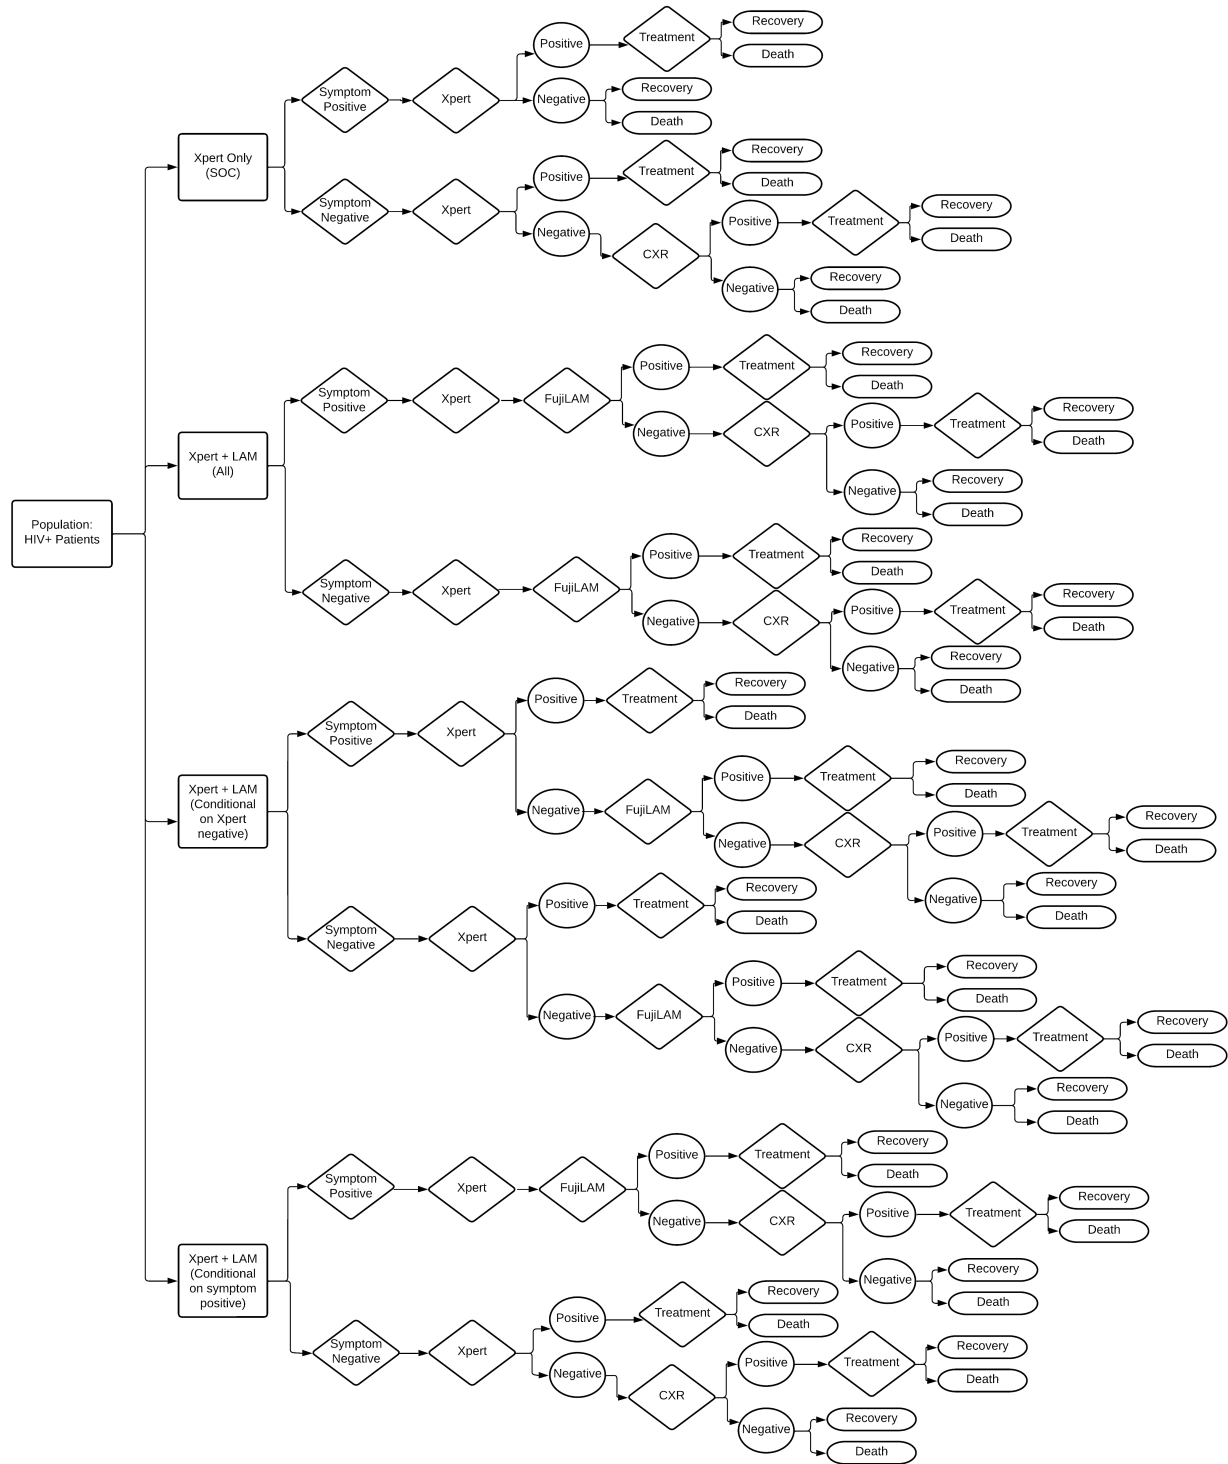 Population:
HIV+ Patients
Xpert Only
(SOC)
Symptom
Positive
Xpert
Positive
Treatment
Recovery
Death
Negative
Recovery
Death
Symptom
Negative
Xpert
Positive
Treatment
Recovery
Death
Negative
CXR
Positive
Treatment
Recovery
Death
Negative
Recovery
Death
Xpert + LAM
(All)
Symptom
Positive
Xpert
FujiLAM
Positive
Treatment
Recovery
Death
Negative
CXR
Positive
Treatment
Recovery
Death
Negative
Recovery
Death
Symptom
Negative
Xpert
FujiLAM
Positive
Treatment
Recovery
Death
Negative
CXR
Positive
Treatment
Recovery
Death
Negative
Recovery
Death
Xpert + LAM
(Conditional
on Xpert
negative)
Symptom
Positive
Xpert
Positive
Treatment
Recovery
Death
Negative
FujiLAM
Positive
Treatment
Recovery
Death
Negative
CXR
Positive
Treatment
Recovery
Death
Negative
Recovery
Death
Symptom
Negative
Xpert
Positive
Treatment
Recovery
Death
Negative
FujiLAM
Positive
Treatment
Recovery
Death
Negative
CXR
Positive
Treatment
Recovery
Death
Negative
Recovery
Death
Xpert + LAM
(Conditional
on symptom
positive)
Symptom
Positive
Xpert
FujiLAM
Positive
Treatment
Recovery
Death
Negative
CXR
Positive
Treatment
Recovery
Death
Negative
Recovery
Death
Symptom
Negative
Xpert
Positive
Treatment
Recovery
Death
Negative
CXR
Positive
Treatment
Recovery
Death
Negative
Recovery
Death